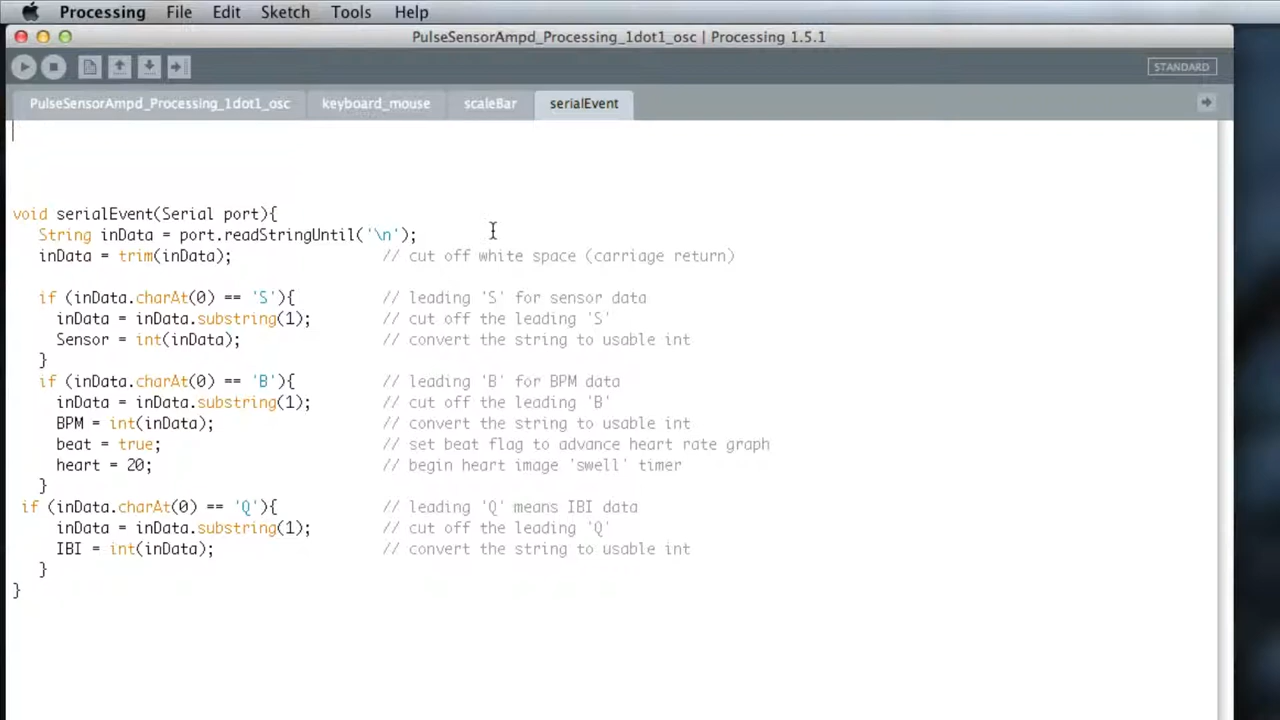 Processing File Edit Sketch Tools Help
PulseSensorAmpd_Processing_1dot1_osc | Processing 1.5.1
STANDARD
PulseSensorAmpd_Processing_1dot1_osc keyboard_mouse scaleBar serialEvent
void serialEvent(Serial port){
String inData = port.readStringUntil('\n');
inData = trim(inData); // cut off white space (carriage return)
if (inData.charAt(0) == 'S'){ // leading 'S' for sensor data
inData = inData.substring(1); // cut off the leading 'S'
Sensor = int(inData); // convert the string to usable int
}
if (inData.charAt(0) == 'B'){ // leading 'B' for BPM data
inData = inData.substring(1); // cut off the leading 'B'
BPM = int(inData); // convert the string to usable int
beat = true; // set beat flag to advance heart rate graph
heart = 20; // begin heart image 'swell' timer
}
if (inData.charAt(0) == 'Q'){ // leading 'Q' means IBI data
inData = inData.substring(1); // cut off the leading 'Q'
IBI = int(inData); // convert the string to usable int
}
}